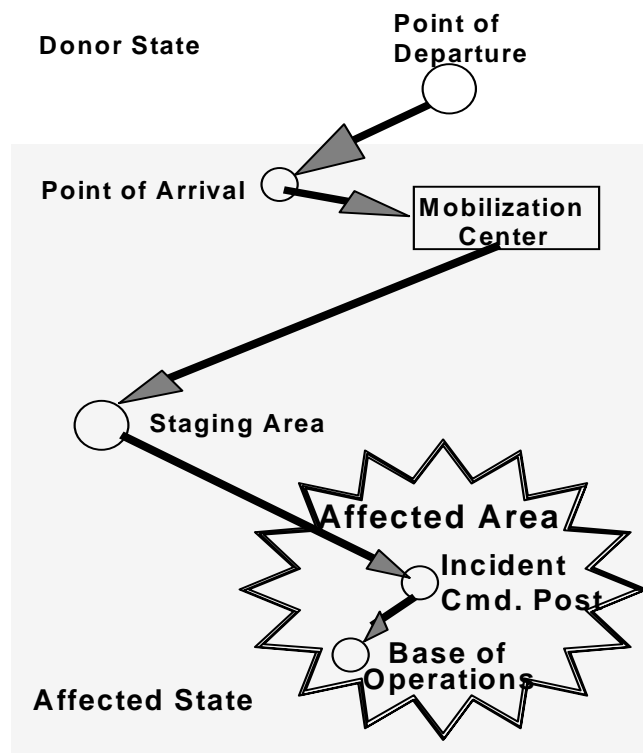 Donor State
Point of
Departure
Point of Arrival
Mobilization
Center
Staging Area
Affected Area
Incident
Cmd. Post
Base of
Operations
Affected State